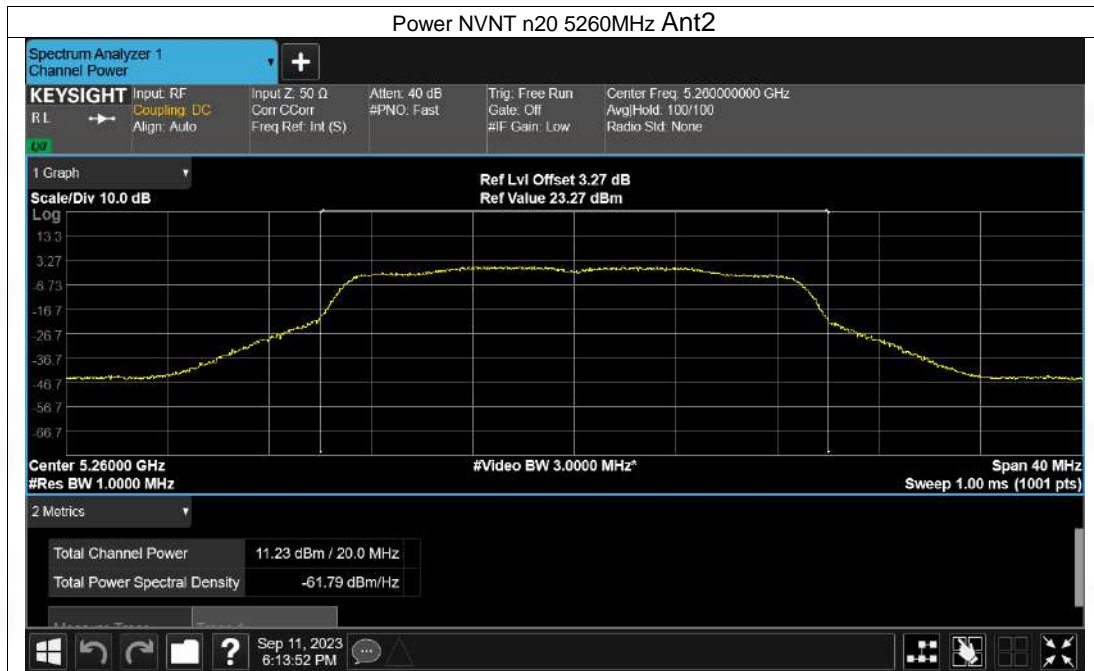 Power NVNT n20 5260MHz Ant2
Spectrum Analyzer 1
Channel Power
+
KEYSIGHT
RL
LXI
Input: RF
Coupling: DC
Align: Auto
Input Z: 50 Ω
Corr CCorr
Freq Ref: Int (S)
Atten: 40 dB
#PNO: Fast
Trig: Free Run
Gate: Off
#IF Gain: Low
Center Freq: 5.260000000 GHz
Avg|Hold: 100/100
Radio Std: None
1 Graph
Scale/Div 10.0 dB
Ref Lvl Offset 3.27 dB
Ref Value 23.27 dBm
Log
13.3
3.27
-6.73
-16.7
-26.7
-36.7
-46.7
-56.7
-66.7
Center 5.26000 GHz
#Video BW 3.0000 MHz*
Span 40 MHz
#Res BW 1.0000 MHz
Sweep 1.00 ms (1001 pts)
2 Metrics
Total Channel Power 11.23 dBm / 20.0 MHz
Total Power Spectral Density -61.79 dBm/Hz
?
Sep 11, 2023
6:13:52 PM